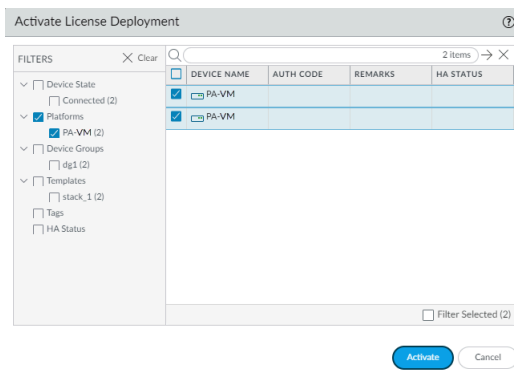 Activate License Deployment
FILTERS
Clear
Device State
Connected (2)
Platforms
PA-VM (2)
Device Groups
dg1 (2)
Templates
stack_1 (2)
Tags
HA Status
2 items
DEVICE NAME AUTH CODE REMARKS HA STATUS
PA-VM
PA-VM
Filter Selected (2)
Activate Cancel